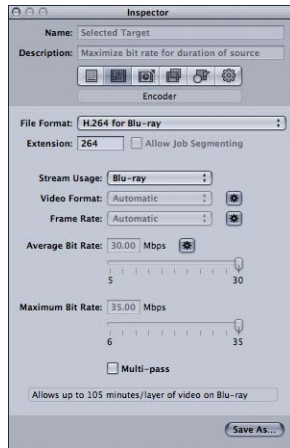 Inspector
Name: Selected Target
Description: Maximize bit rate for duration of source
Encoder
File Format: H.264 for Blu-ray
Extension: 264 Allow Job Segmenting
Stream Usage: Blu-ray
Video Format: Automatic
Frame Rate: Automatic
Average Bit Rate: 30.00 Mbps
5 30
Maximum Bit Rate: 35.00 Mbps
6 35
Multi-pass
Allows up to 105 minutes/layer of video on Blu-ray
Save As...